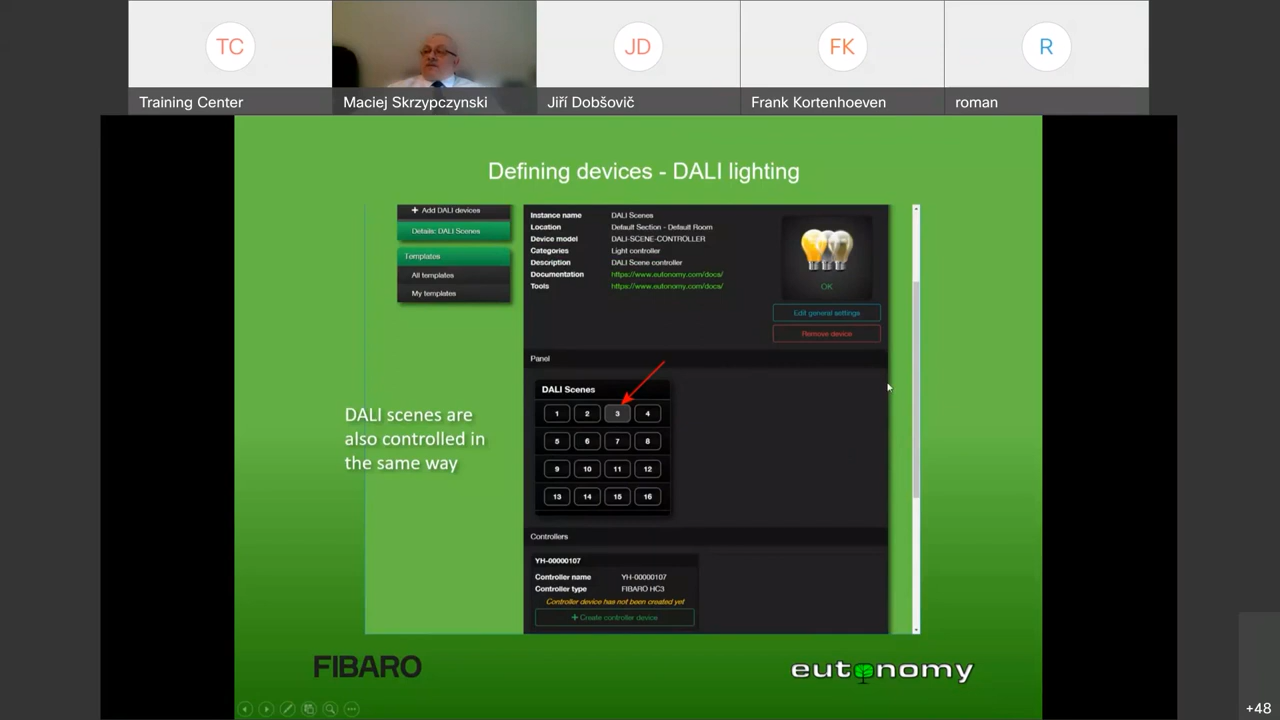 TC
JD
FK
R
Training Center
Maciej Skrzypczynski
Jiří Dobšovič
Frank Kortenhoeven
roman
Defining devices - DALI lighting
+ Add DALI devices
Details: DALI Scenes
Templates
All templates
My templates
Instance name DALI Scenes
Location Default Section - Default Room
Device model DALI-SCENE-CONTROLLER
Categories Light controller
Description DALI Scene controller
Documentation https://www.eutonomy.com/docs/
Tools https://www.eutonomy.com/docs/
OK
Edit general settings
Remove device
Panel
DALI Scenes
1 2 3 4
5 6 7 8
9 10 11 12
13 14 15 16
DALI scenes are
also controlled in
the same way
Controllers
YH-00000107
Controller name YH-00000107
Controller type FIBARO HC3
Controller device has not been created yet
+ Create controller device
FIBARO
eutonomy
+48